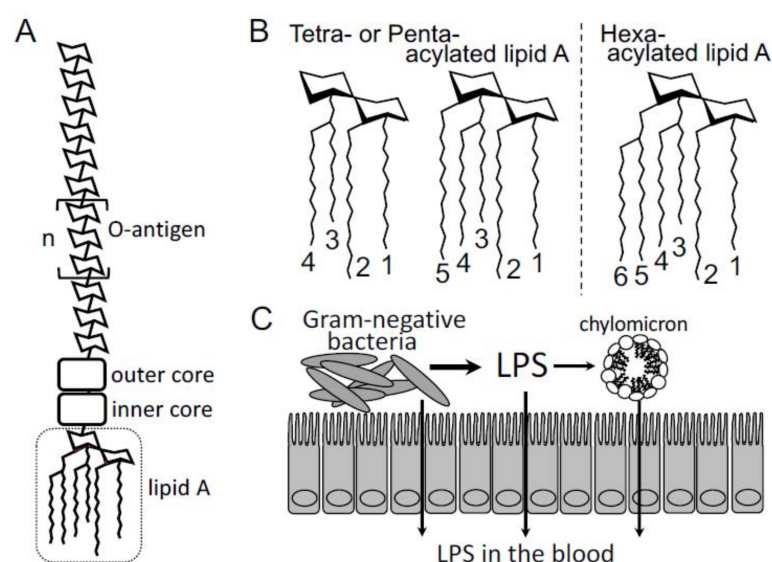 A
n
O-antigen
outer core
inner core
lipid A
B
Tetra- or Penta-
acylated lipid A
Hexa-
acylated lipid A
4
3
2
1
5
4
3
2
1
6
5
4
3
2
1
C
Gram-negative
bacteria
LPS
chylomicron
LPS in the blood